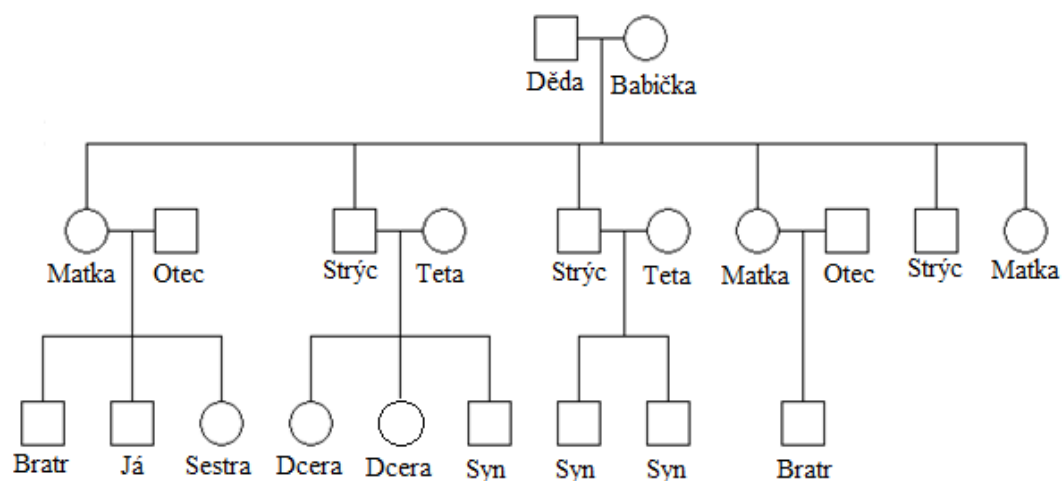 Děda Babička
Matka Otec Strýc Teta Strýc Teta Matka Otec Strýc Matka
Bratr Já Sestra Dcera Dcera Syn Syn Syn Bratr